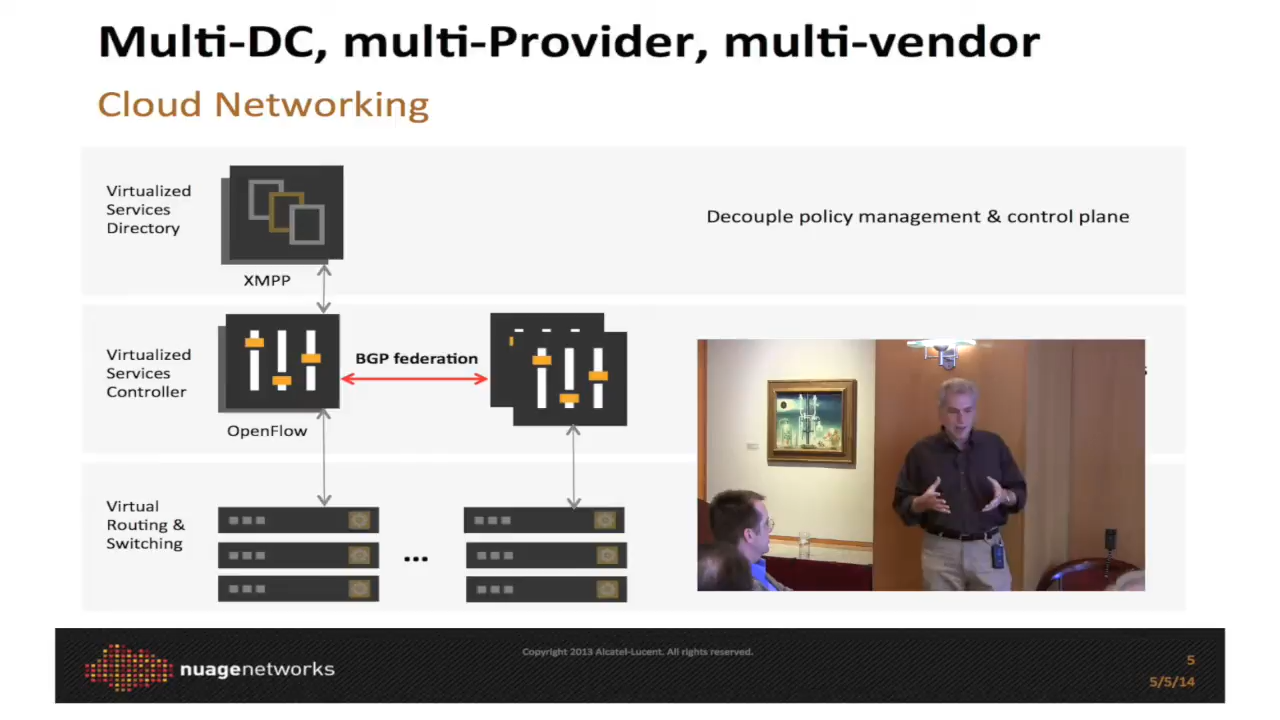 Multi-DC, multi-Provider, multi-vendor
Cloud Networking
Virtualized
Services
Directory
XMPP
Decouple policy management & control plane
Virtualized
Services
Controller
BGP federation
OpenFlow
Virtual
Routing &
Switching
...
nuagenetworks
Copyright 2013 Alcatel-Lucent. All rights reserved.
5
5/5/14